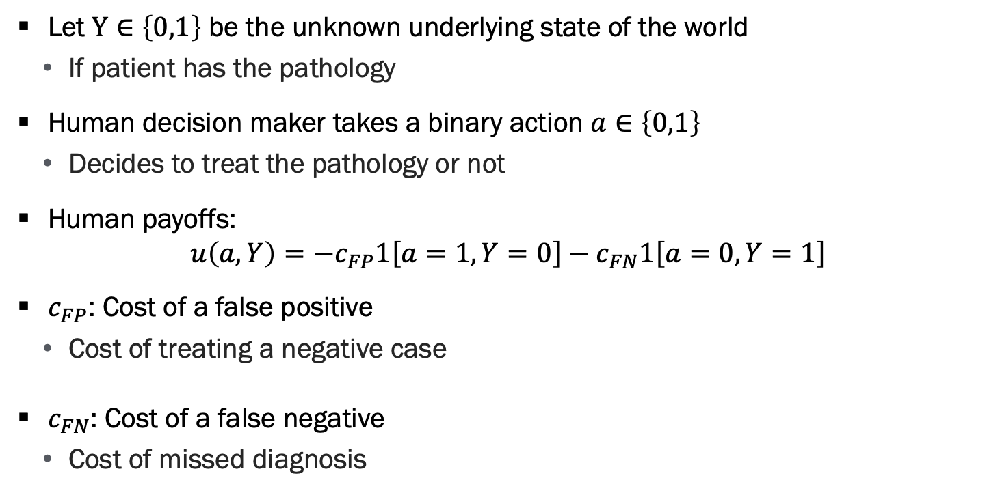 ▪ Let Y ∈ {0,1} be the unknown underlying state of the world
• If patient has the pathology
▪ Human decision maker takes a binary action 𝑎 ∈ {0,1}
• Decides to treat the pathology or not
▪ Human payoffs:
𝑢(𝑎, 𝑌) = −𝑐_{𝐹𝑃}1[𝑎 = 1, 𝑌 = 0] − 𝑐_{𝐹𝑁}1[𝑎 = 0, 𝑌 = 1]
▪ 𝑐_{𝐹𝑃}: Cost of a false positive
• Cost of treating a negative case
▪ 𝑐_{𝐹𝑁}: Cost of a false negative
• Cost of missed diagnosis